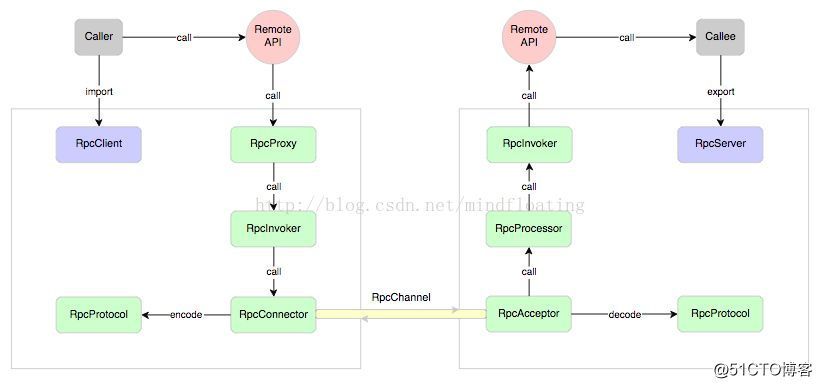 Caller
call
Remote
API
Remote
API
call
Callee
import
call
call
export
RpcClient
RpcProxy
RpcInvoker
RpcServer
call
call
http://blog.csdn.net/mindfloating
RpcInvoker
RpcProcessor
call
call
RpcChannel
RpcProtocol
encode
RpcConnector
RpcAcceptor
decode
RpcProtocol
@51CTO博客